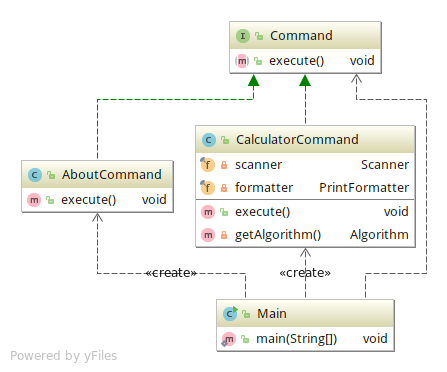 I Command
m execute() void
C CalculatorCommand
f scanner Scanner
f formatter PrintFormatter
m execute() void
m getAlgorithm() Algorithm
C AboutCommand
m execute() void
«create»
«create»
C Main
m main(String[]) void
Powered by yFiles